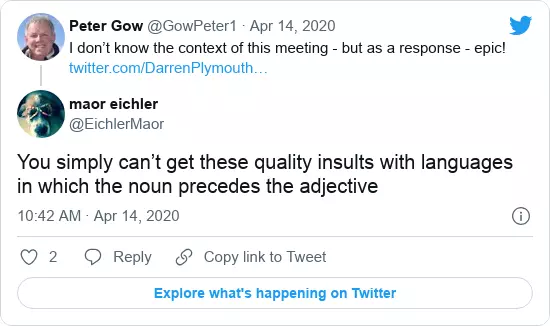 Peter Gow @GowPeter1 · Apr 14, 2020
I don’t know the context of this meeting - but as a response - epic!
twitter.com/DarrenPlymouth…
maor eichler
@EichlerMaor
You simply can’t get these quality insults with languages
in which the noun precedes the adjective
10:42 AM · Apr 14, 2020
2 Reply Copy link to Tweet
Explore what's happening on Twitter